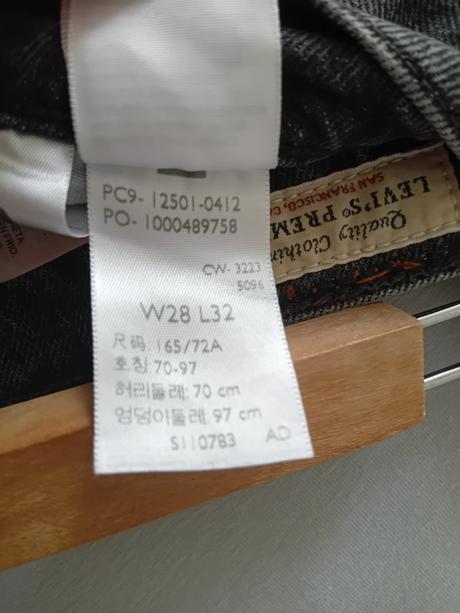 PC9- 12501-0412
PO- 1000489758
CW- 3223
5096
W28 L32
尺码: 165/72A
호칭: 70-97
허리둘레: 70 cm
엉덩이둘레: 97 cm
S110783 AD
Quality Clothin
LEVI'S® PREM
SAN FRANCISCO, CA